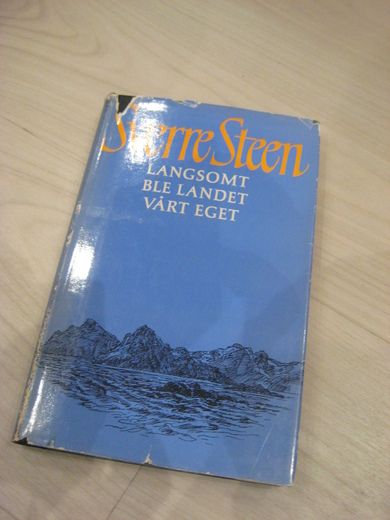 Sverre Steen
LANGSOMT
BLE LANDET
VÅRT EGET